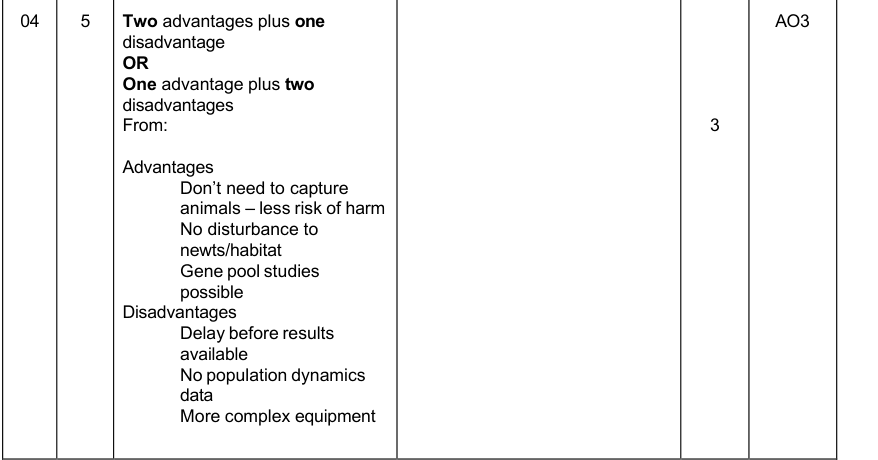 04 5 Two advantages plus one AO3
disadvantage
OR
One advantage plus two
disadvantages
From: 3
Advantages
Don’t need to capture
animals – less risk of harm
No disturbance to
newts/habitat
Gene pool studies
possible
Disadvantages
Delay before results
available
No population dynamics
data
More complex equipment